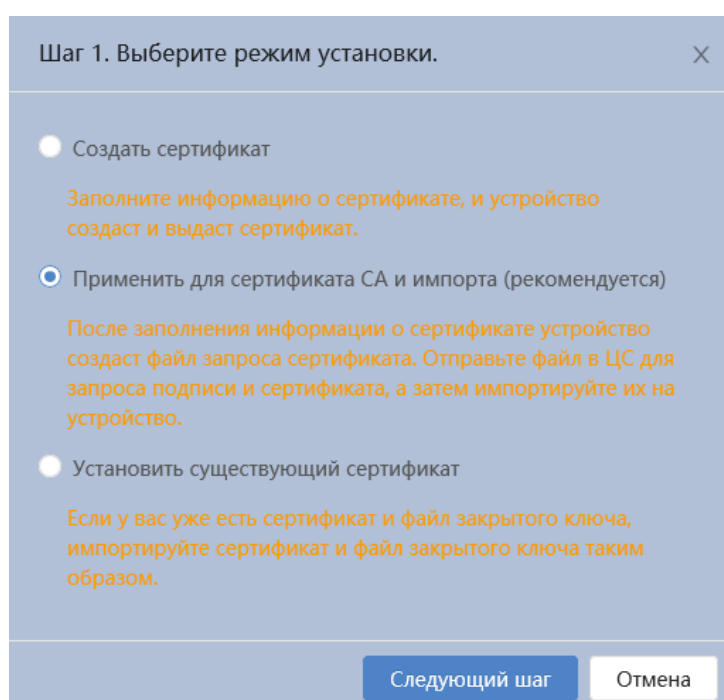 Шаг 1. Выберите режим установки.
Создать сертификат
Заполните информацию о сертификате, и устройство
создаст и выдаст сертификат.
Применить для сертификата СА и импорта (рекомендуется)
После заполнения информации о сертификате устройство
создаст файл запроса сертификата. Отправьте файл в ЦС для
запроса подписи и сертификата, а затем импортируйте их на
устройство.
Установить существующий сертификат
Если у вас уже есть сертификат и файл закрытого ключа,
импортируйте сертификат и файл закрытого ключа таким
образом.
Следующий шаг
Отмена